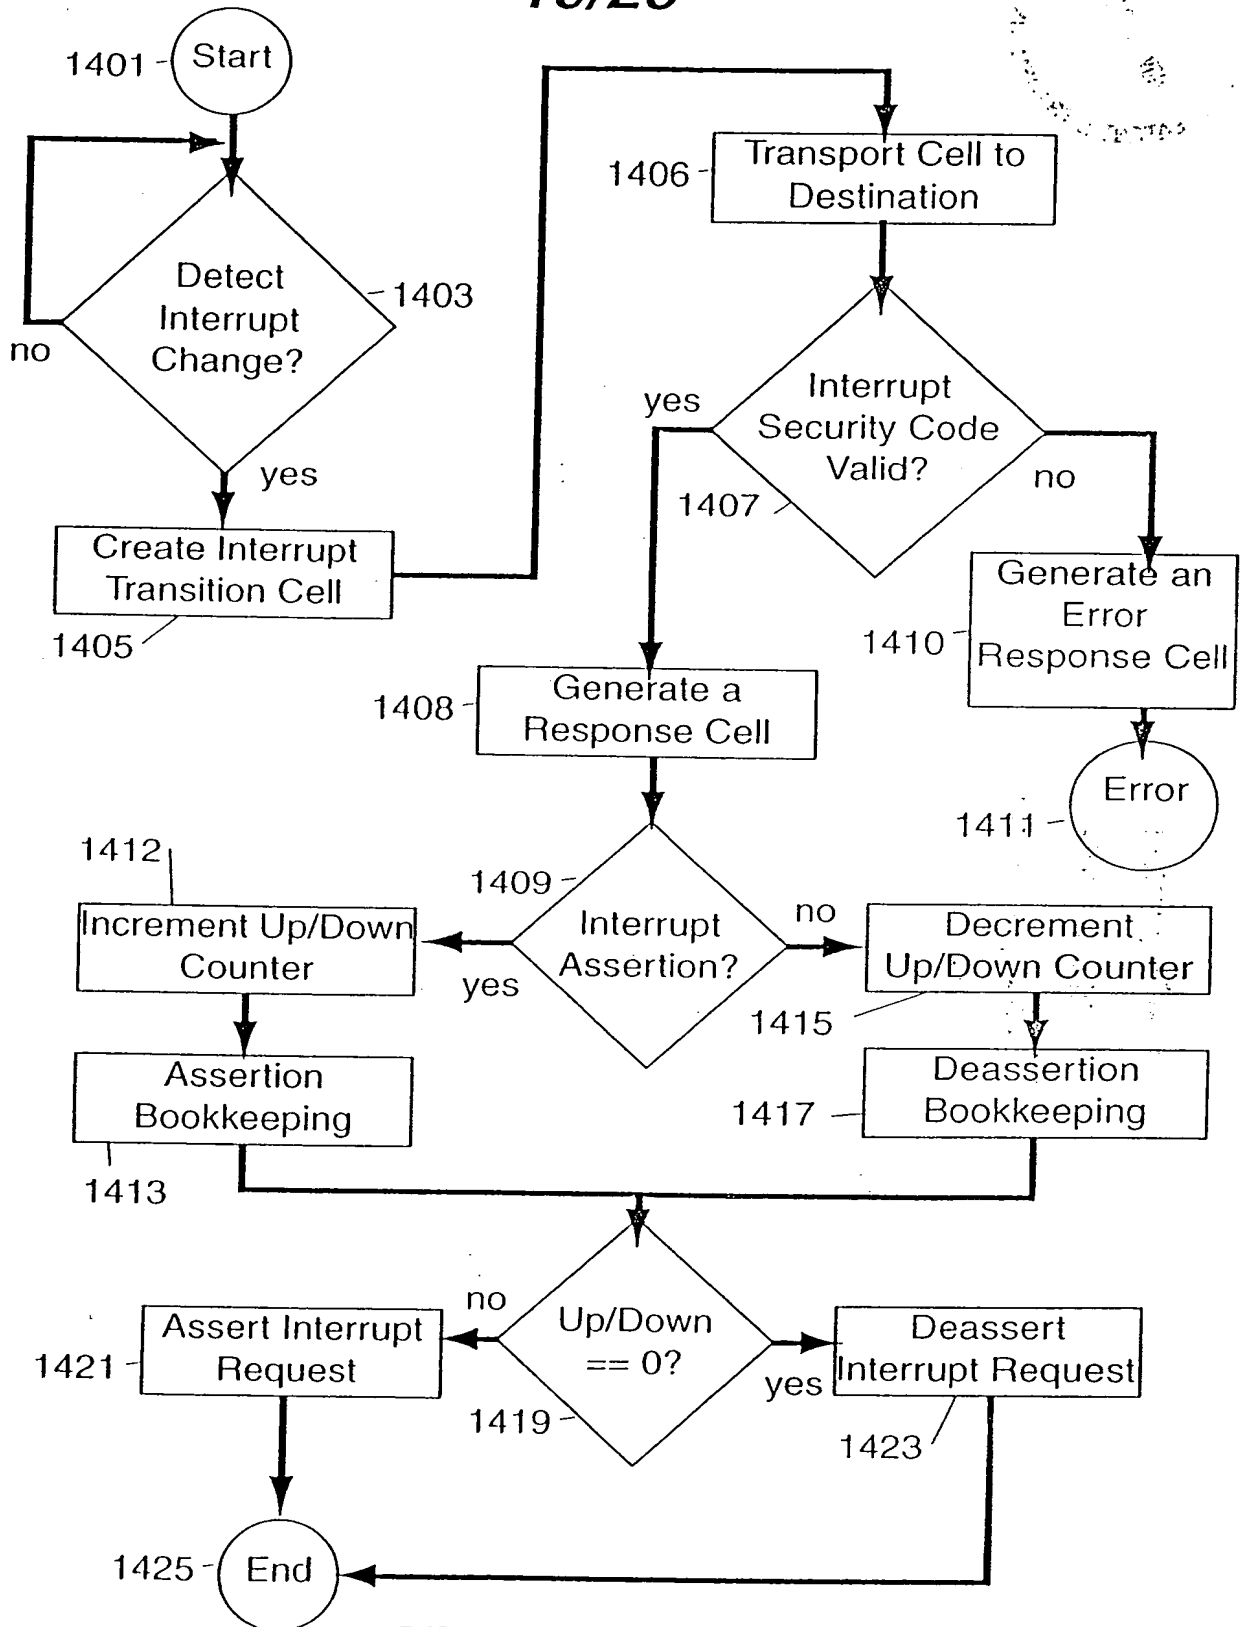 1401
Start
1406
Transport Cell to
Destination
Detect
Interrupt
Change?
1403
no
yes
Interrupt
Security Code
Valid?
yes
no
1407
Create Interrupt
Transition Cell
1405
Generate an
Error
Response Cell
1410
1408
Generate a
Response Cell
Error
1411
1412
1409
Interrupt
Assertion?
no
yes
Increment Up/Down
Counter
Decrement
Up/Down Counter
1415
Assertion
Bookkeeping
1413
Deassertion
Bookkeeping
1417
no
Up/Down
== 0?
yes
1419
Assert Interrupt
Request
1421
Deassert
Interrupt Request
1423
1425
End